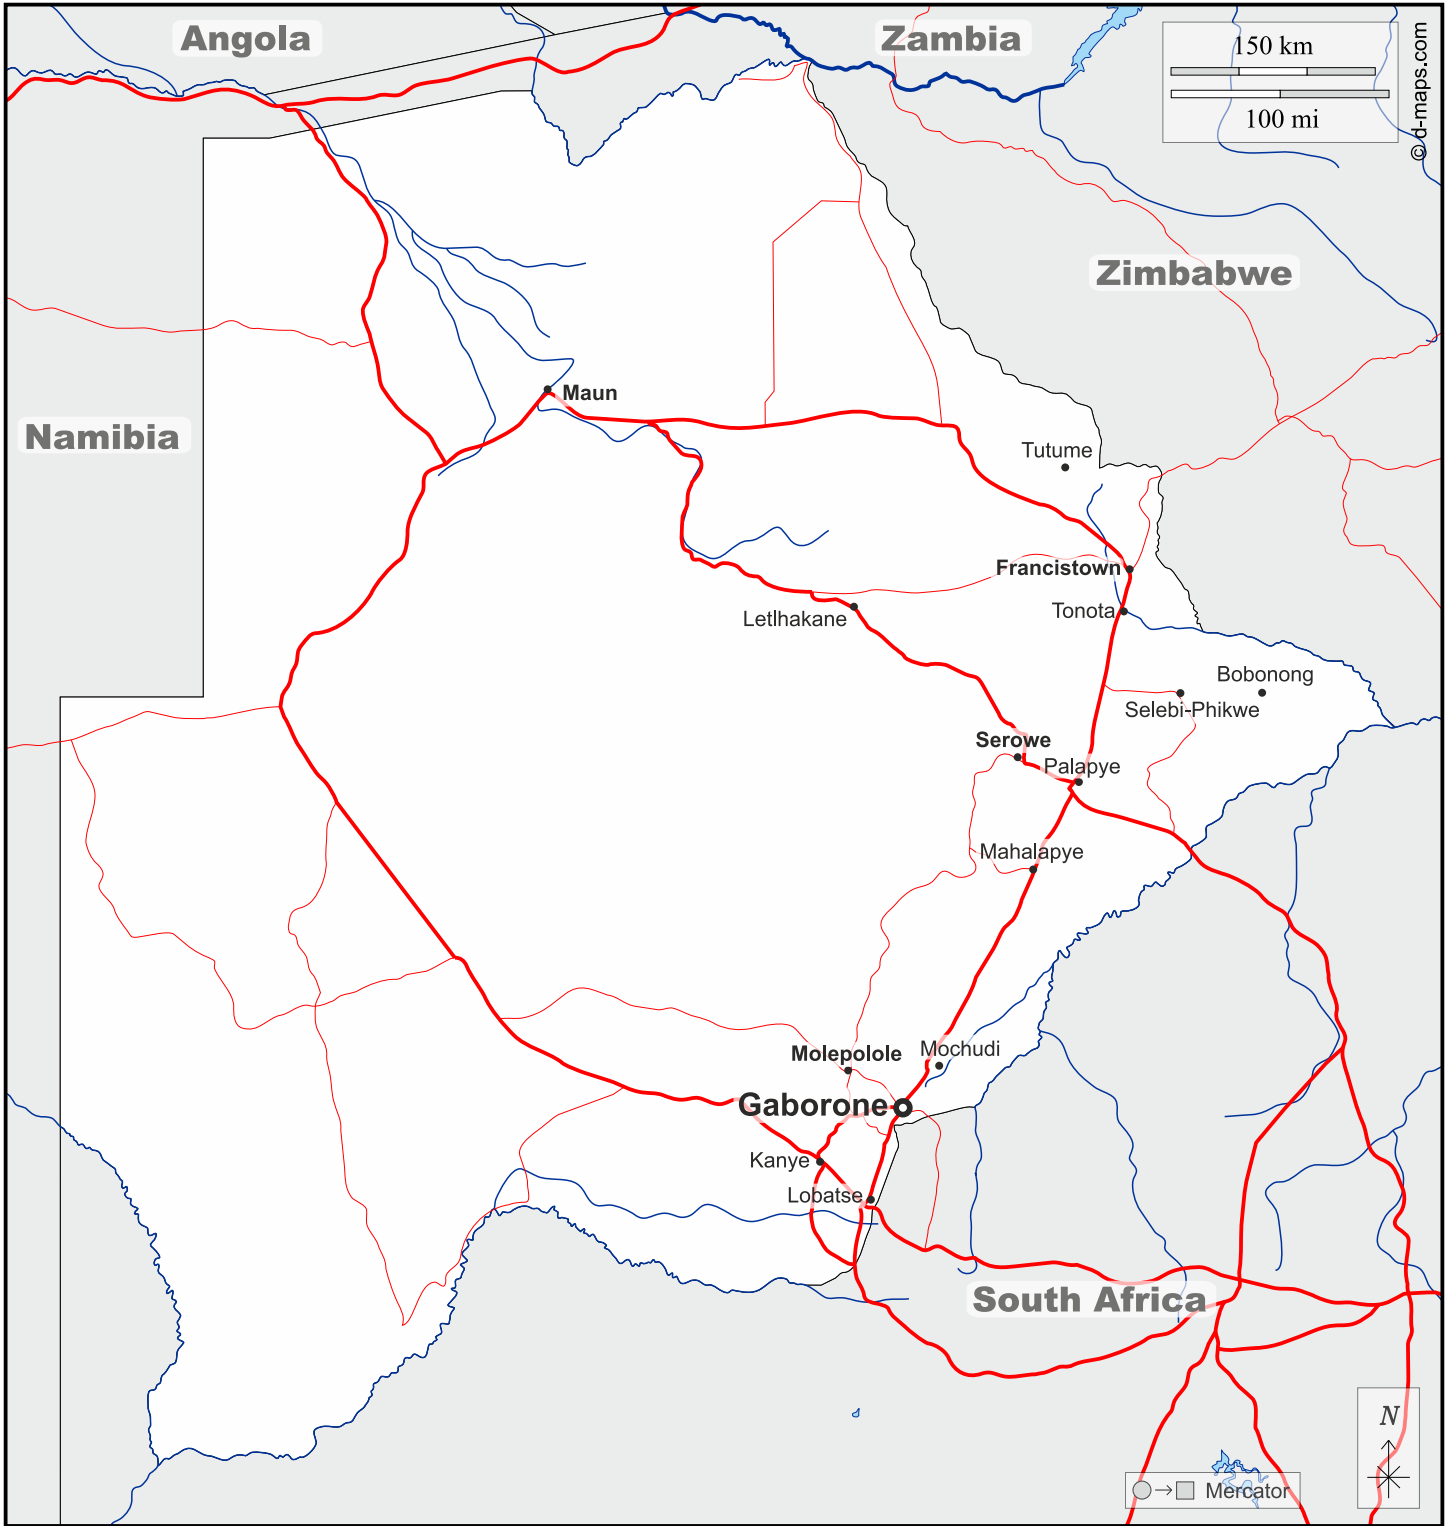 Angola
Zambia
150 km
100 mi
© d-maps.com
Zimbabwe
Maun
Namibia
Tutume
Francistown
Tonota
Letlhakane
Bobonong
Selebi-Phikwe
Serowe
Palapye
Mahalapye
Molepolole
Mochudi
Gaborone
Kanye
Lobatse
South Africa
N
Mercator